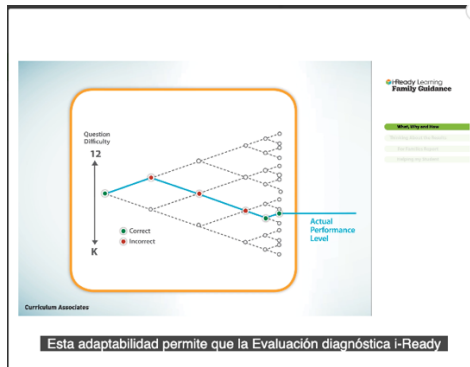 i-Ready Learning
Family Guidance
What, Why and How
Question
Difficulty
12
K
Correct
Incorrect
Actual
Performance
Level
Curriculum Associates
Esta adaptabilidad permite que la Evaluación diagnóstica i-Ready